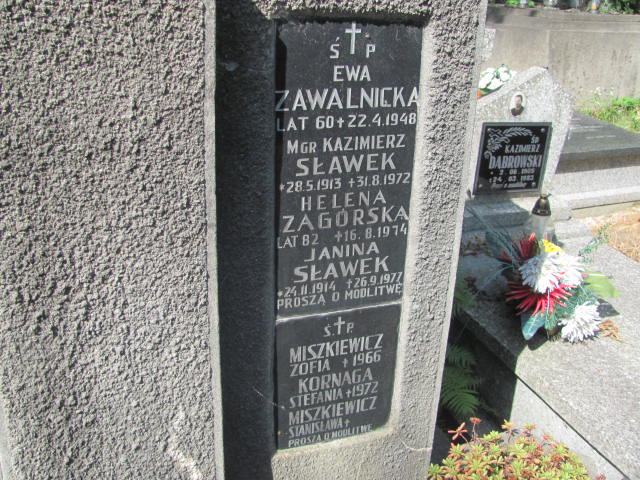 Ś P
EWA
ZAWALNICKA
LAT 60 + 22.4.1948
MGR KAZIMIERZ
SŁAWEK
*28.5.1913 +31.8.1972
HELENA
ZAGÓRSKA
LAT 82 +16.8.1974
JANINA
SŁAWEK
*24.11.1914 +26.9.1977
PROSZĄ O MODLITWĘ
Ś P.
MISZKIEWICZ
ZOFIA + 1966
KORNAGA
STEFANIA + 1972
MISZKIEWICZ
STANISŁAWA +
PROSZĄ O MODLITWĘ
ŚP
KAZIMIERZ
DĄBROWSKI